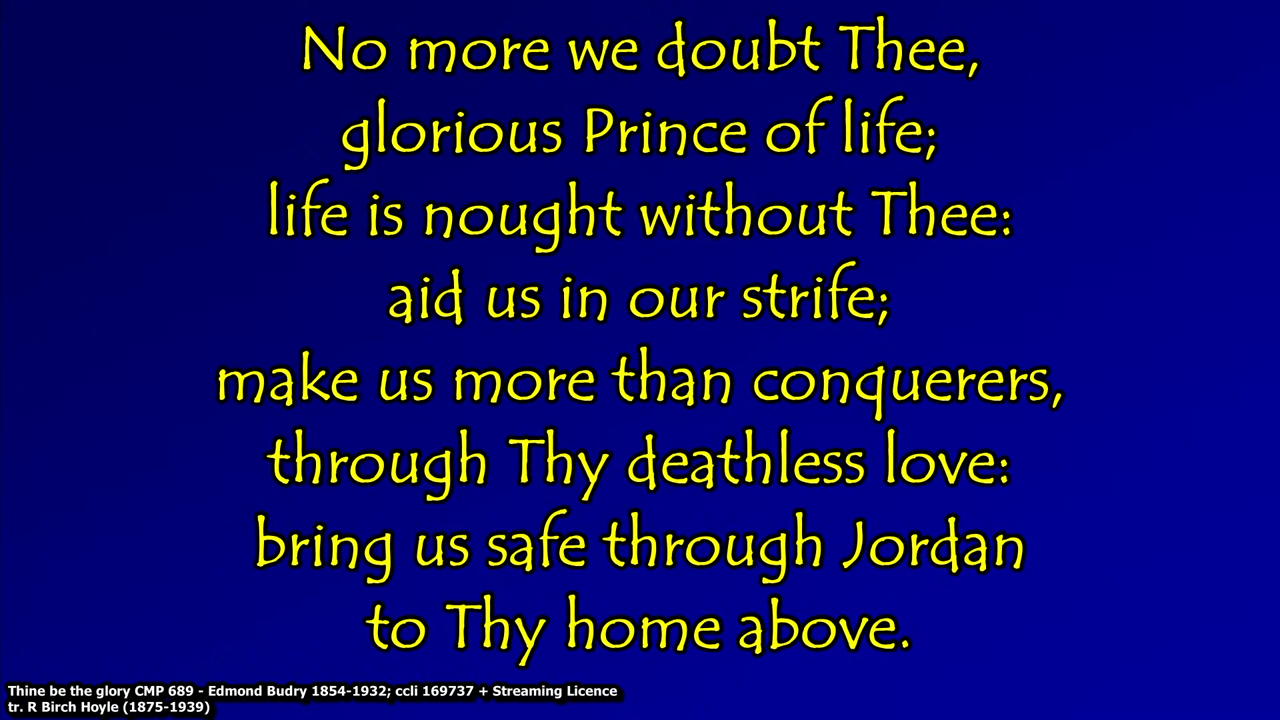 No more we doubt Thee,
glorious Prince of life;
life is nought without Thee:
aid us in our strife;
make us more than conquerers,
through Thy deathless love:
bring us safe through Jordan
to Thy home above.
Thine be the glory CMP 689 - Edmond Budry 1854-1932; ccli 169737 + Streaming Licence
tr. R Birch Hoyle (1875-1939)